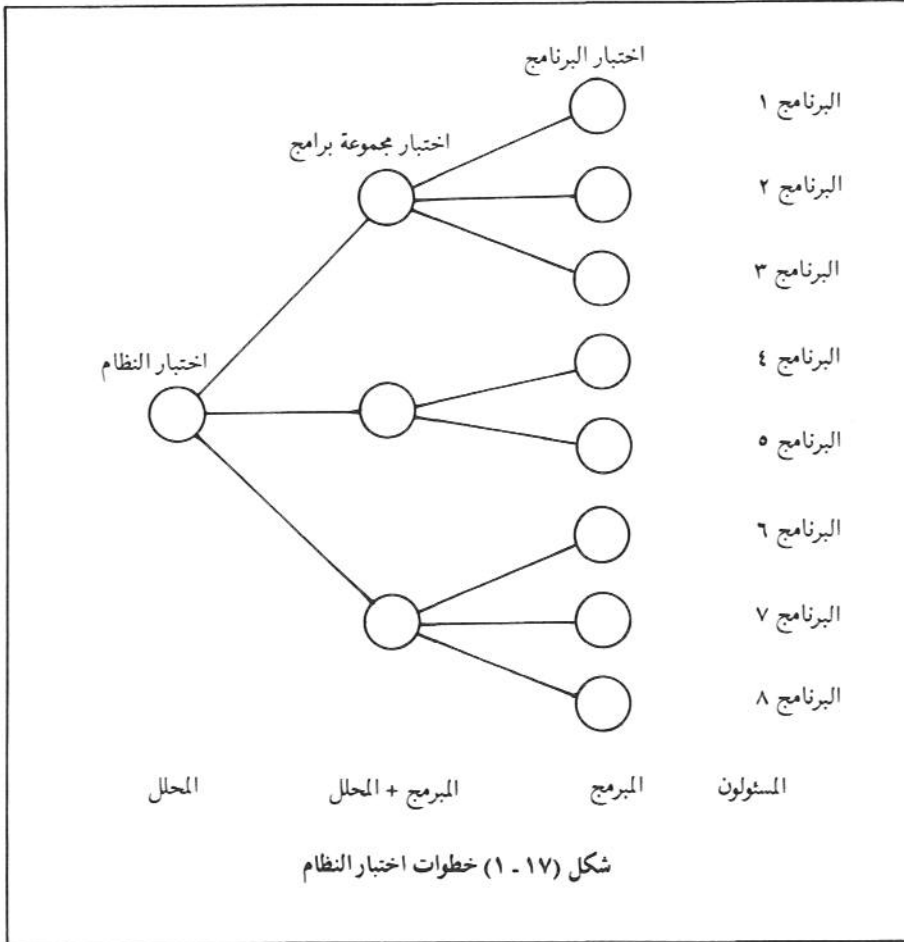 اختبار البرنامج
البرنامج ١
اختبار مجموعة برامج
البرنامج ٢
البرنامج ٣
اختبار النظام
البرنامج ٤
البرنامج ٥
البرنامج ٦
البرنامج ٧
البرنامج ٨
المسئولون المبرمج المبرمج + المحلل المحلل
شكل (١٧ ـ ١) خطوات اختبار النظام